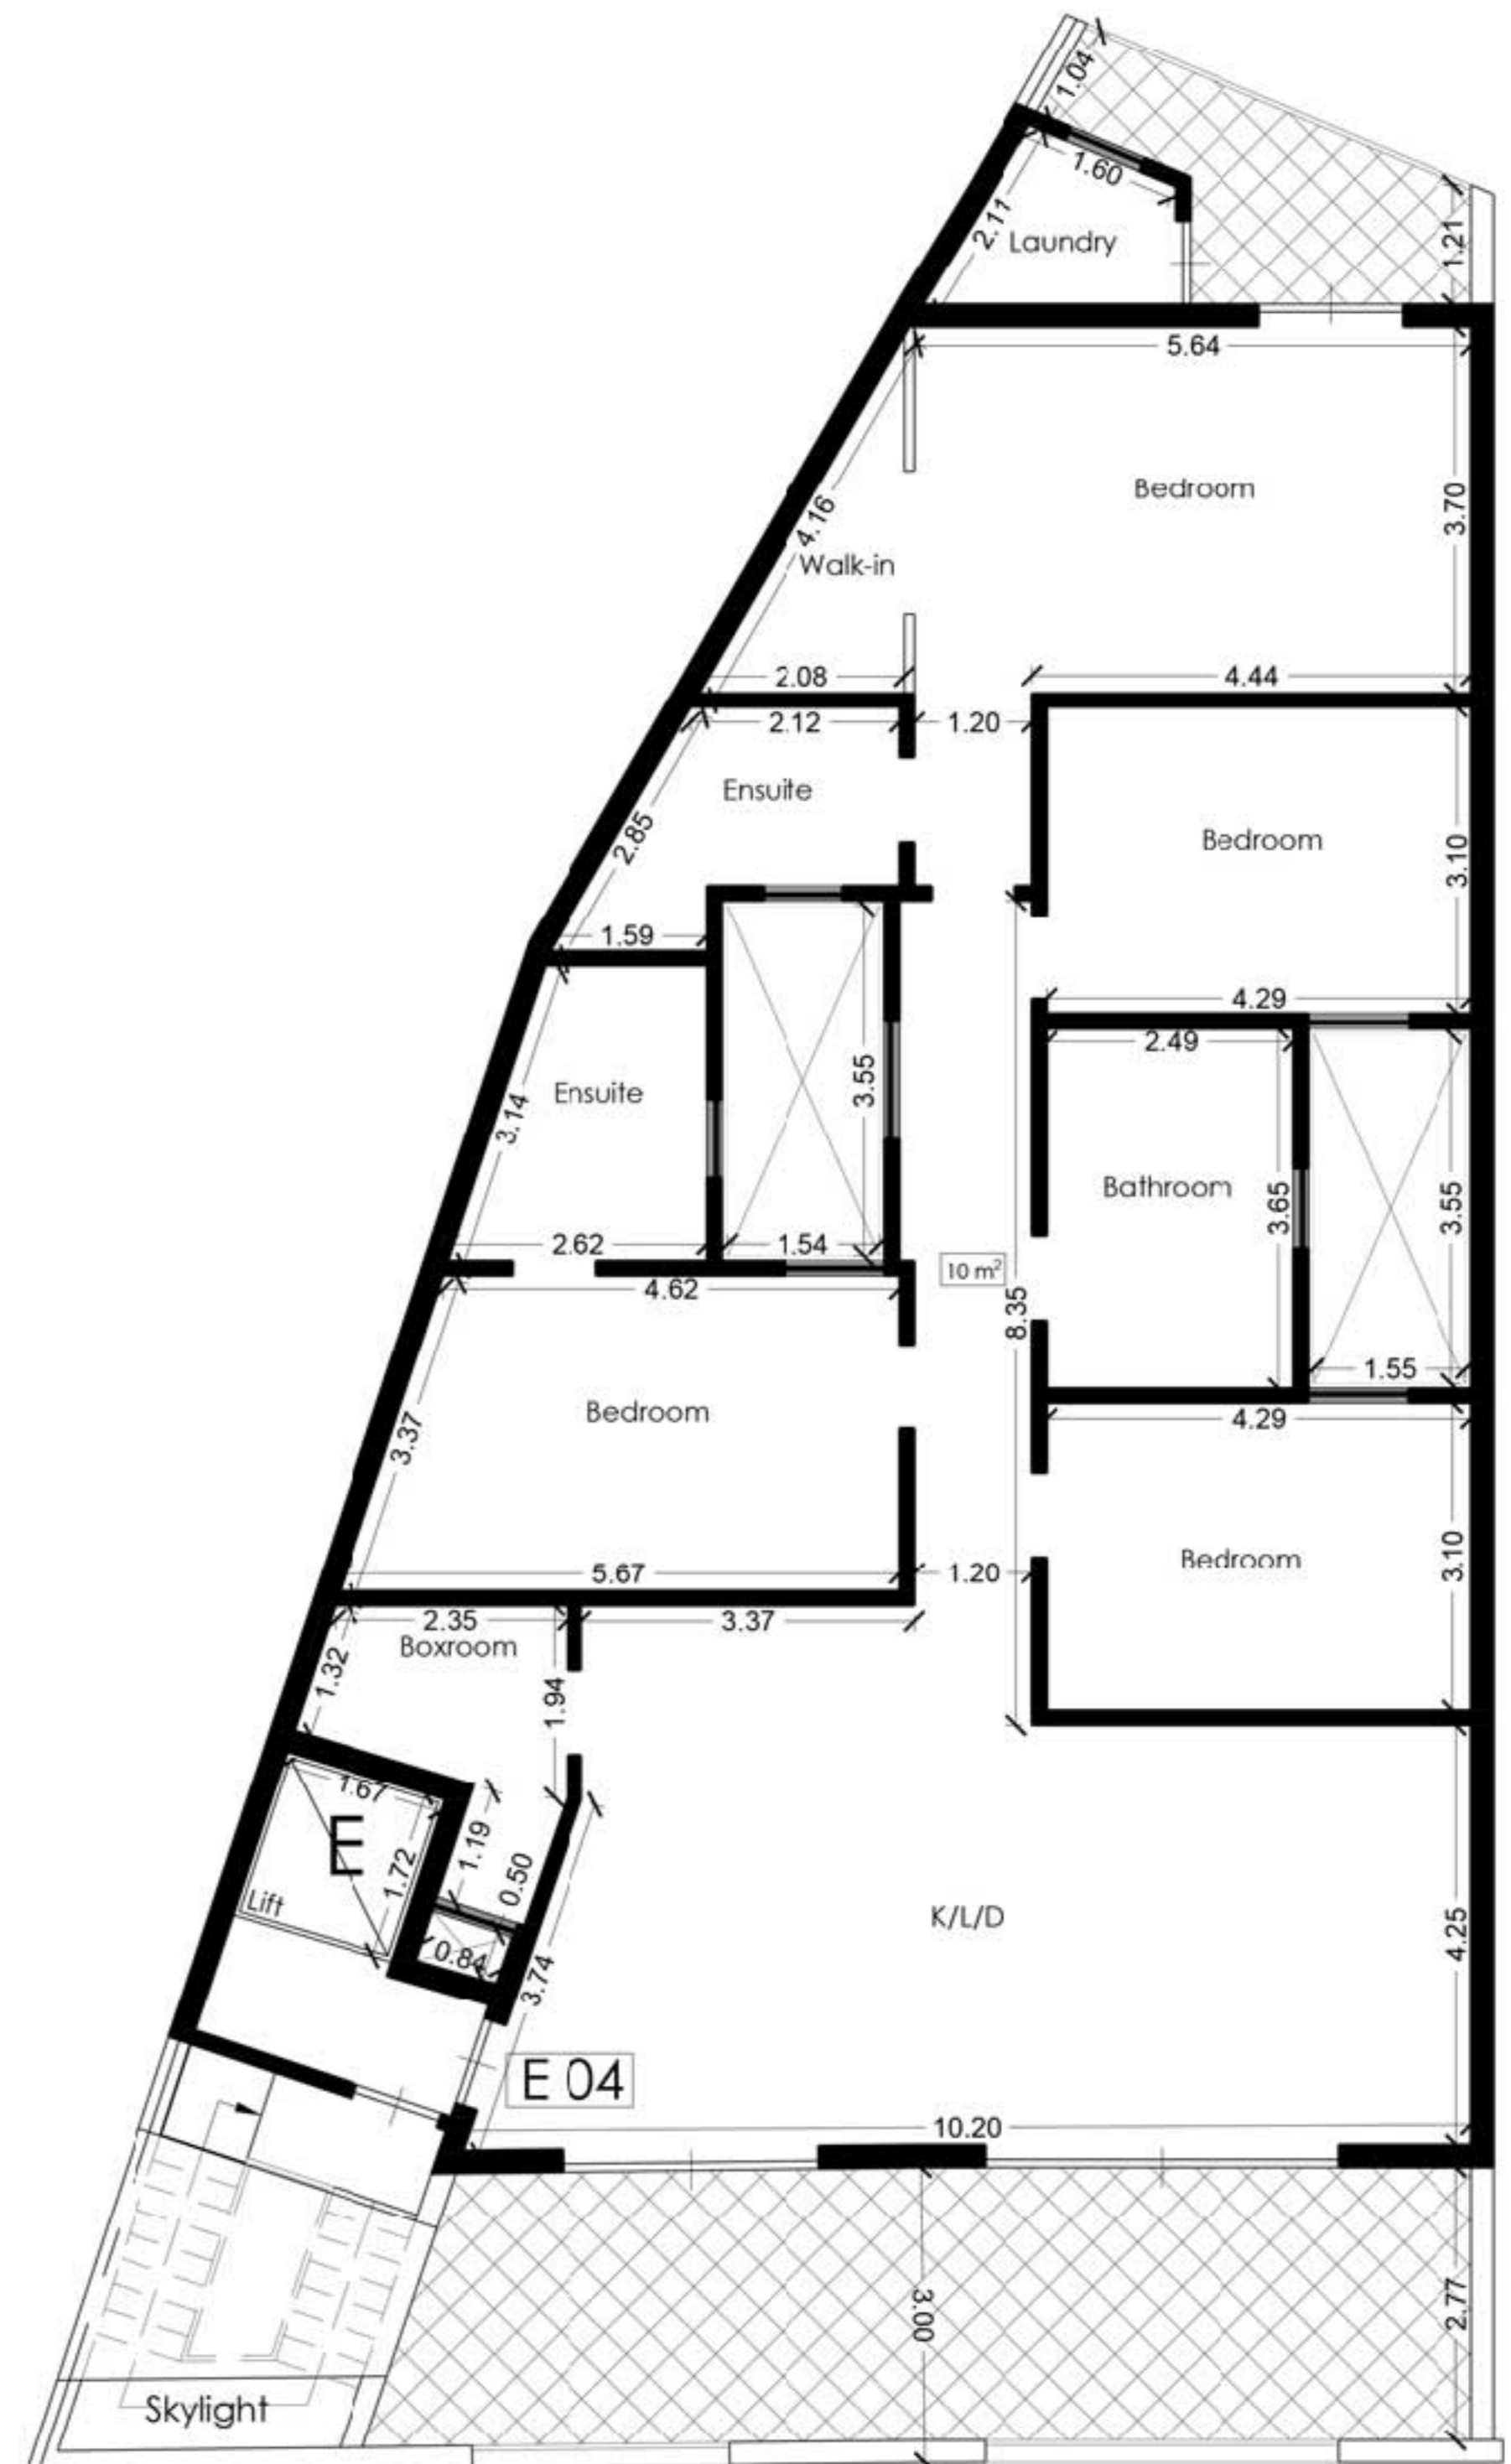 1.04
1.60
2.11
Laundry
1.21
5.64
Bedroom
3.70
4.16
Walk-in
2.08
4.44
2.12
1.20
Ensuite
2.85
Bedroom
3.10
1.59
4.29
2.49
3.55
Ensuite
3.14
Bathroom
3.65
3.55
2.62
1.54
10 m²
4.62
8.35
1.55
Bedroom
4.29
3.37
Bedroom
3.10
5.67
1.20
2.35
3.37
Boxroom
1.32
1.94
1.67
E
1.19
1.72
0.50
Lift
K/L/D
4.25
0.84
3.74
E 04
10.20
3.00
2.77
Skylight